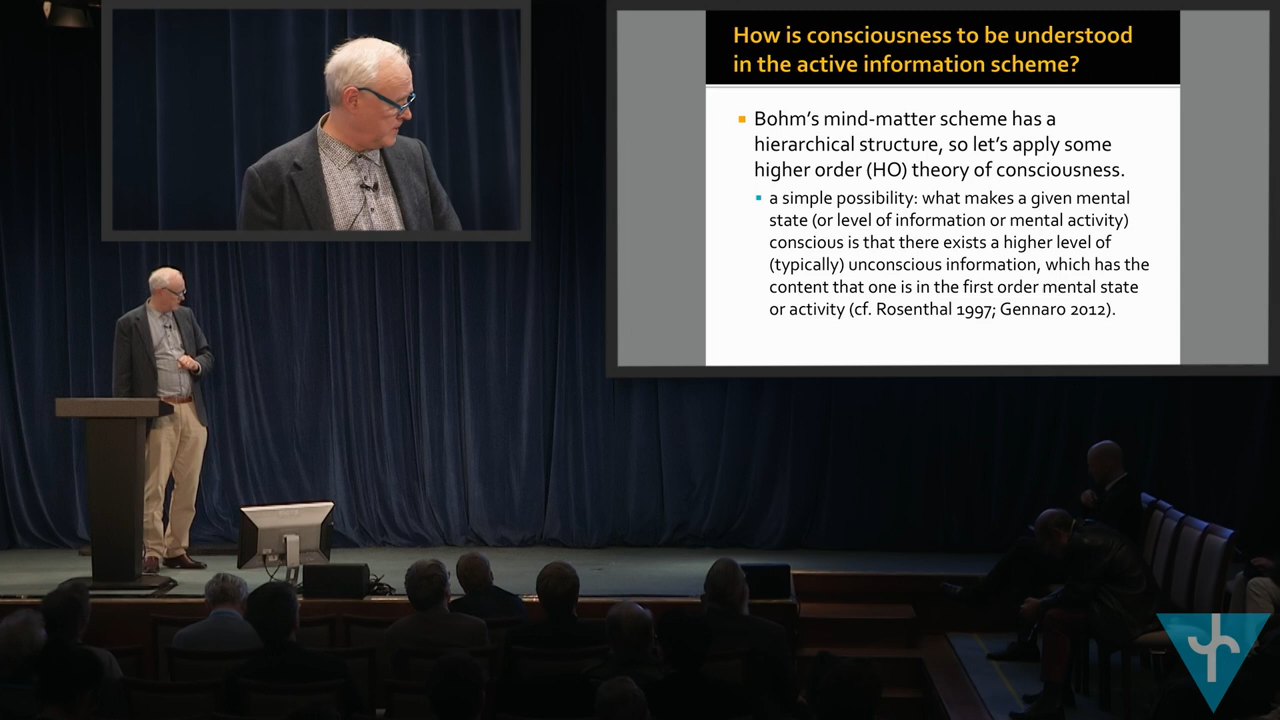 How is consciousness to be understood
in the active information scheme?
Bohm's mind-matter scheme has a
hierarchical structure, so let's apply some
higher order (HO) theory of consciousness.
a simple possibility: what makes a given mental
state (or level of information or mental activity)
conscious is that there exists a higher level of
(typically) unconscious information, which has the
content that one is in the first order mental state
or activity (cf. Rosenthal 1997; Gennaro 2012).